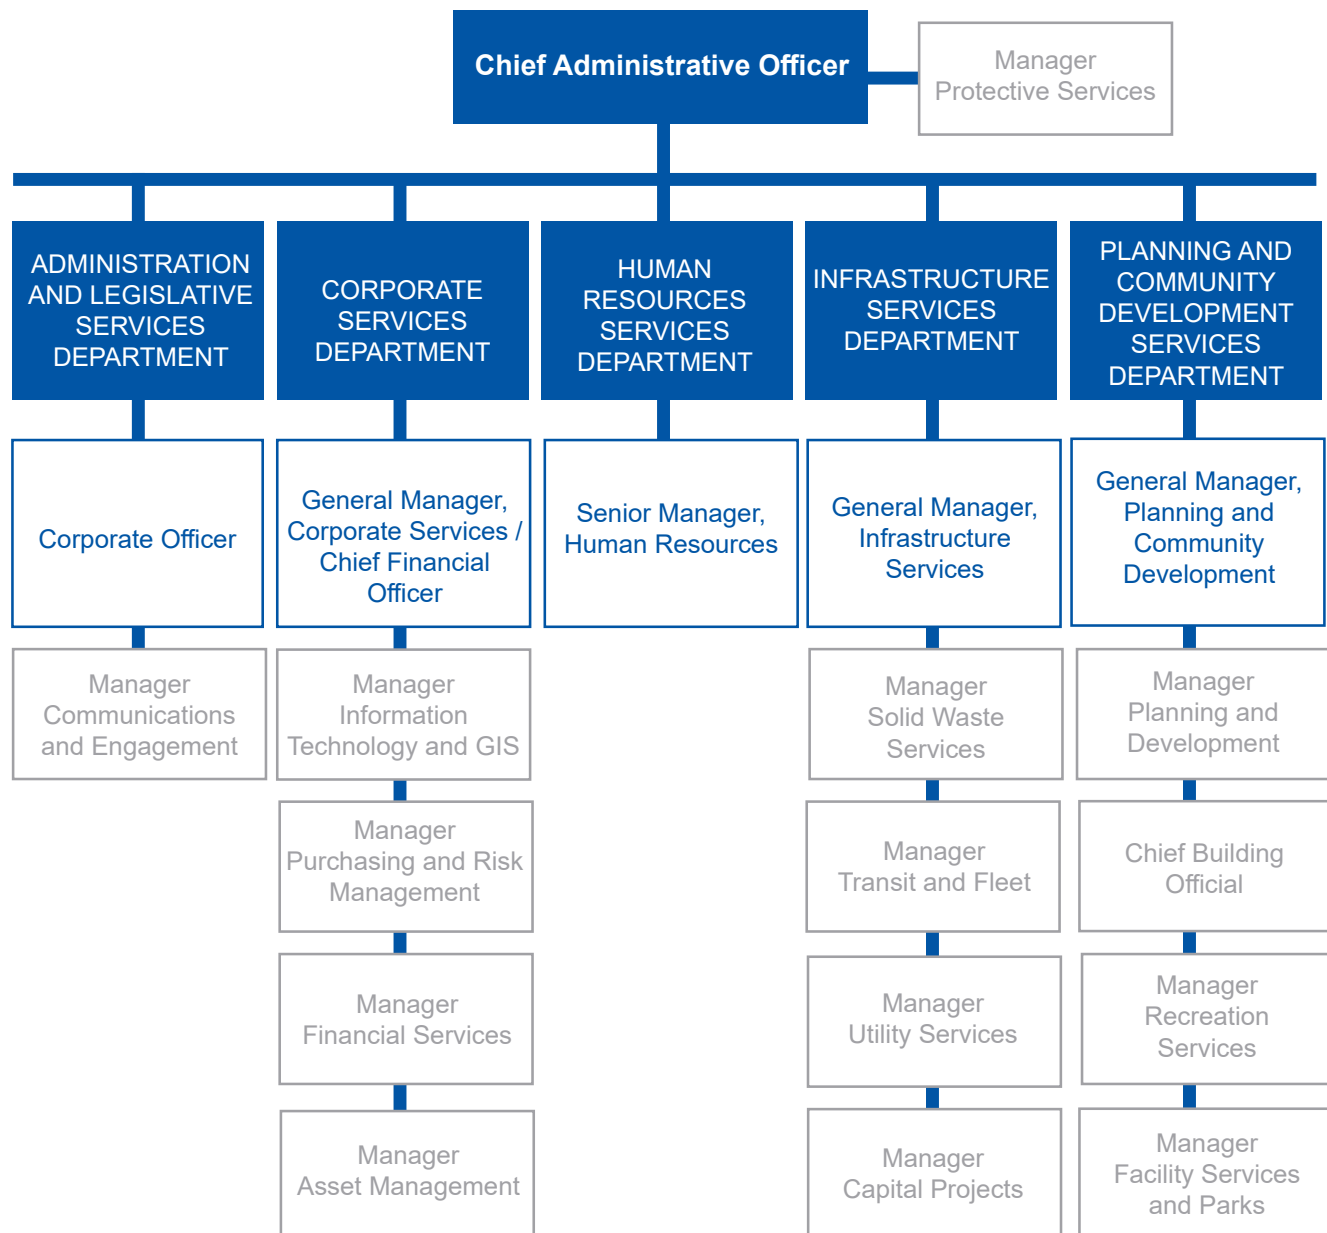 Chief Administrative Officer
Manager
Protective Services
ADMINISTRATION
AND LEGISLATIVE
SERVICES
DEPARTMENT
CORPORATE
SERVICES
DEPARTMENT
HUMAN
RESOURCES
SERVICES
DEPARTMENT
INFRASTRUCTURE
SERVICES
DEPARTMENT
PLANNING AND
COMMUNITY
DEVELOPMENT
SERVICES
DEPARTMENT
Corporate Officer
General Manager,
Corporate Services /
Chief Financial
Officer
Senior Manager,
Human Resources
General Manager,
Infrastructure
Services
General Manager,
Planning and
Community
Development
Manager
Communications
and Engagement
Manager
Information
Technology and GIS
Manager
Solid Waste
Services
Manager
Planning and
Development
Manager
Purchasing and Risk
Management
Manager
Transit and Fleet
Chief Building
Official
Manager
Financial Services
Manager
Utility Services
Manager
Recreation
Services
Manager
Asset Management
Manager
Capital Projects
Manager
Facility Services
and Parks